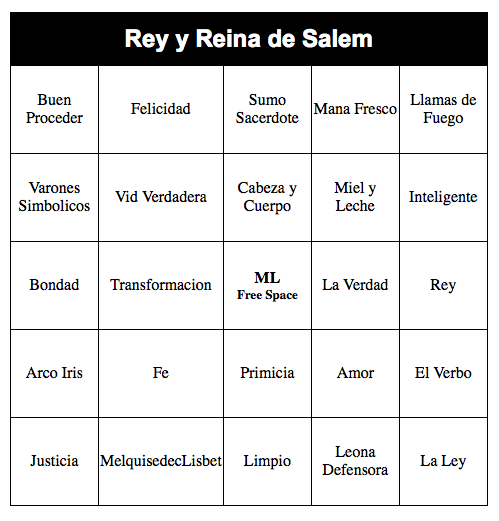 Rey y Reina de Salem
Buen
Proceder
Felicidad
Sumo
Sacerdote
Mana Fresco
Llamas de
Fuego
Varones
Simbolicos
Vid Verdadera
Cabeza y
Cuerpo
Miel y
Leche
Inteligente
Bondad
Transformacion
ML
Free Space
La Verdad
Rey
Arco Iris
Fe
Primicia
Amor
El Verbo
Justicia
MelquisedecLisbet
Limpio
Leona
Defensora
La Ley